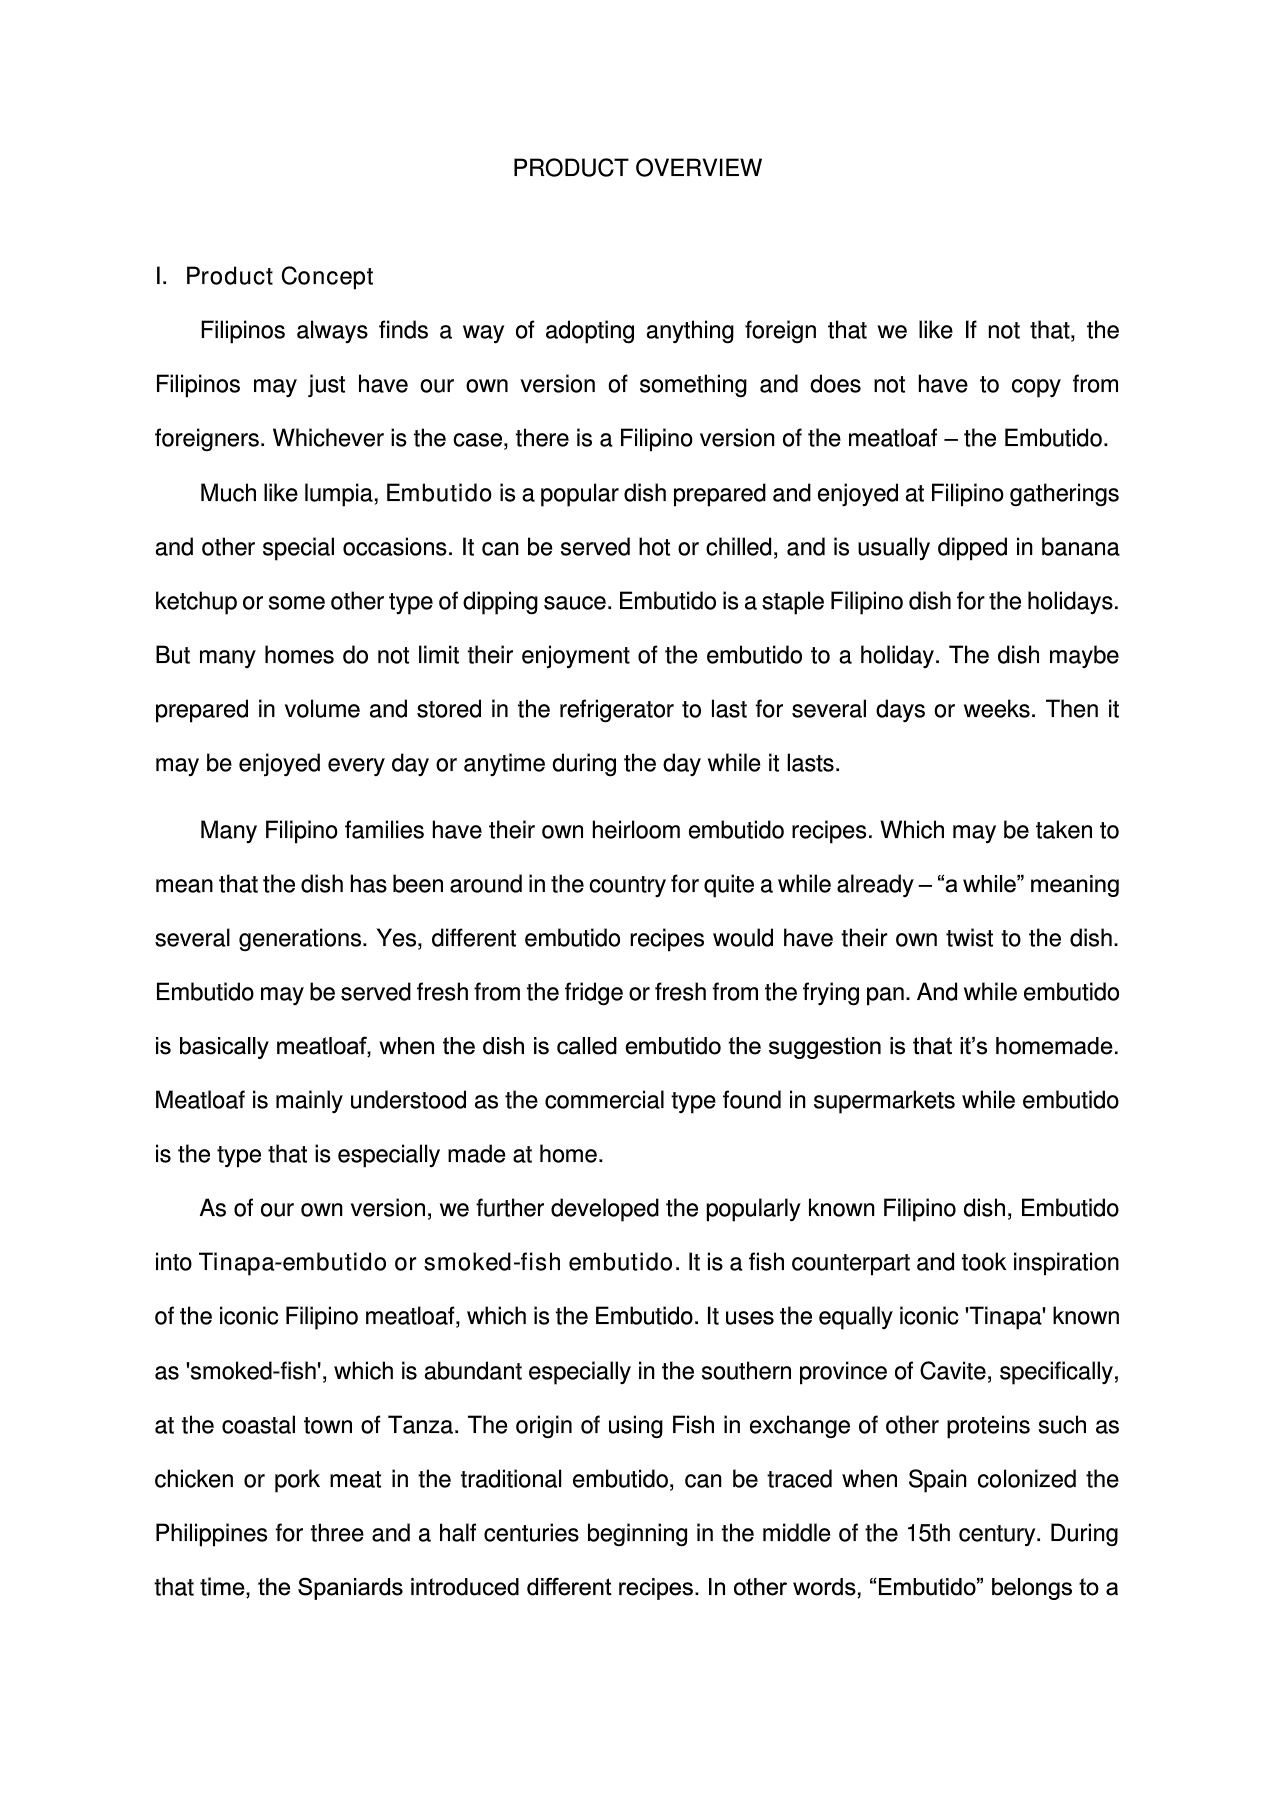 PRODUCT OVERVIEW
I. Product Concept
Filipinos always finds a way of adopting anything foreign that we like If not that, the
Filipinos may just have our own version of something and does not have to copy from
foreigners. Whichever is the case, there is a Filipino version of the meatloaf – the Embutido.
Much like lumpia, Embutido is a popular dish prepared and enjoyed at Filipino gatherings
and other special occasions. It can be served hot or chilled, and is usually dipped in banana
ketchup or some other type of dipping sauce. Embutido is a staple Filipino dish for the holidays.
But many homes do not limit their enjoyment of the embutido to a holiday. The dish maybe
prepared in volume and stored in the refrigerator to last for several days or weeks. Then it
may be enjoyed every day or anytime during the day while it lasts.
Many Filipino families have their own heirloom embutido recipes. Which may be taken to
mean that the dish has been around in the country for quite a while already – “a while” meaning
several generations. Yes, different embutido recipes would have their own twist to the dish.
Embutido may be served fresh from the fridge or fresh from the frying pan. And while embutido
is basically meatloaf, when the dish is called embutido the suggestion is that it’s homemade.
Meatloaf is mainly understood as the commercial type found in supermarkets while embutido
is the type that is especially made at home.
As of our own version, we further developed the popularly known Filipino dish, Embutido
into Tinapa-embutido or smoked-fish embutido. It is a fish counterpart and took inspiration
of the iconic Filipino meatloaf, which is the Embutido. It uses the equally iconic 'Tinapa' known
as 'smoked-fish', which is abundant especially in the southern province of Cavite, specifically,
at the coastal town of Tanza. The origin of using Fish in exchange of other proteins such as
chicken or pork meat in the traditional embutido, can be traced when Spain colonized the
Philippines for three and a half centuries beginning in the middle of the 15th century. During
that time, the Spaniards introduced different recipes. In other words, “Embutido” belongs to a